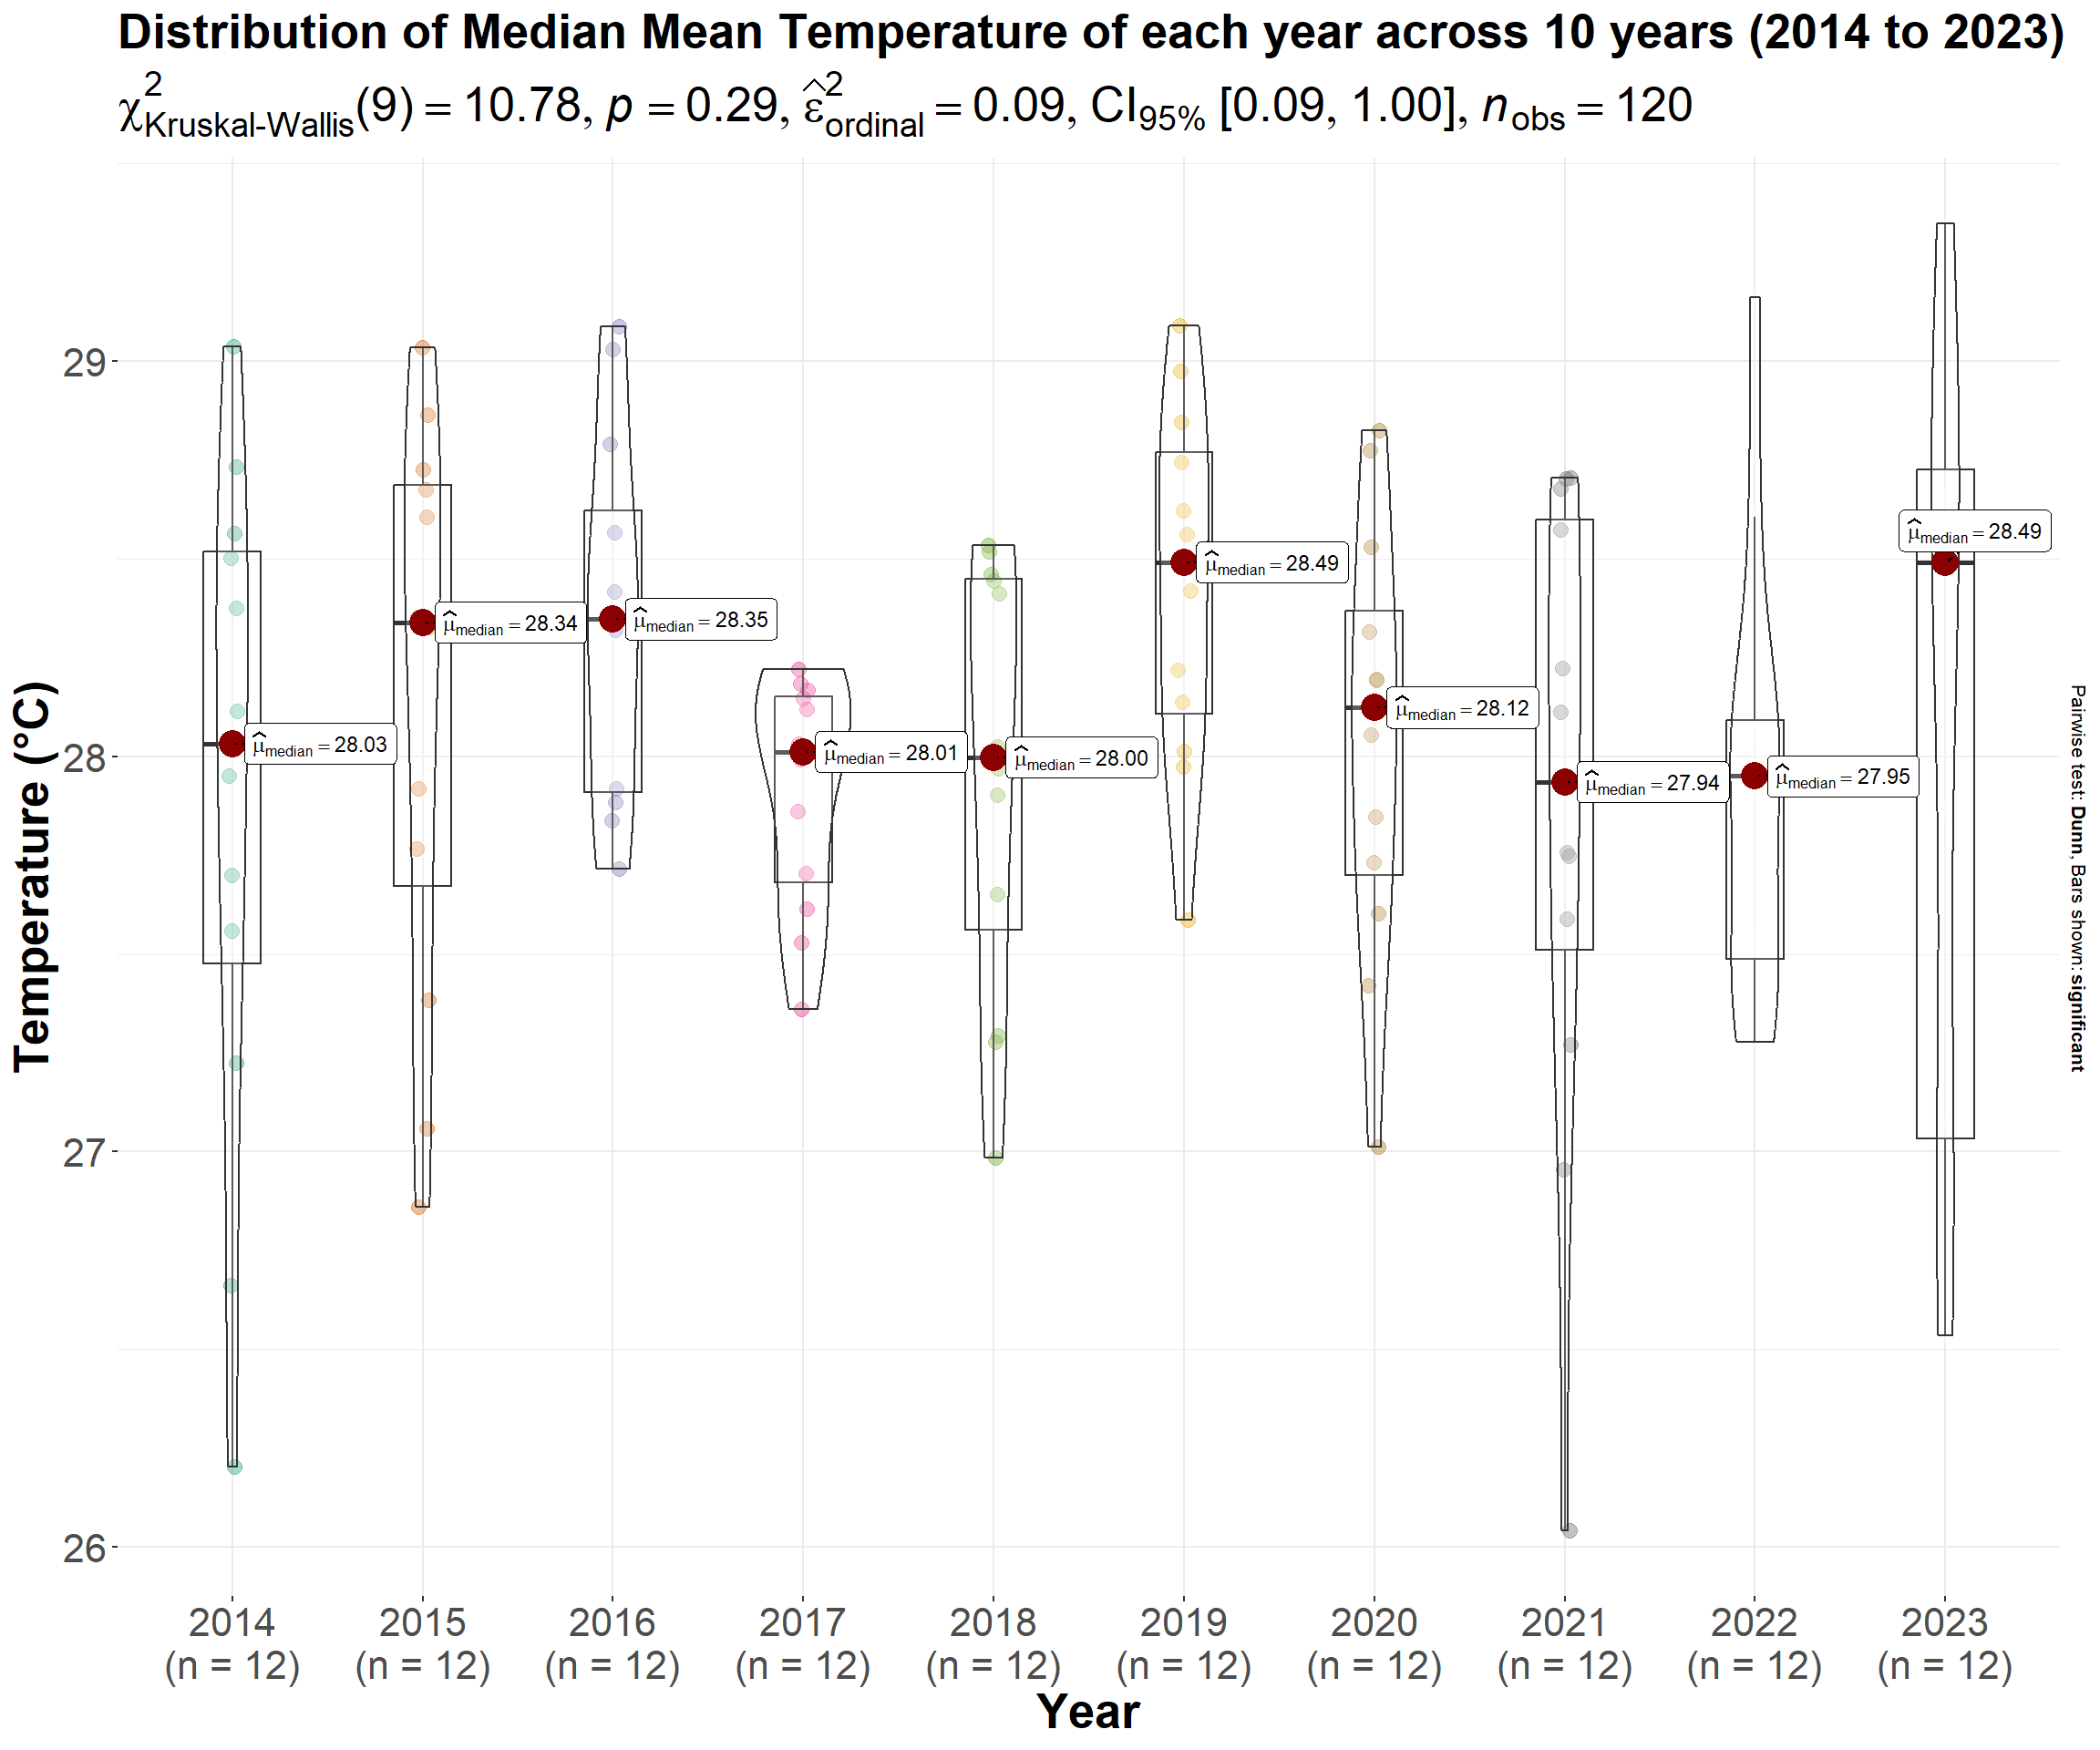 Distribution of Median Mean Temperature of each year across 10 years (2014 to 2023)
χ²Kruskal-Wallis(9) = 10.78, p = 0.29, ε̂²ordinal = 0.09, CI95% [0.09, 1.00], nobs = 120
Temperature (°C)
29
28
27
26
μ̂median = 28.03
μ̂median = 28.34
μ̂median = 28.35
μ̂median = 28.01
μ̂median = 28.00
μ̂median = 28.49
μ̂median = 28.12
μ̂median = 27.94
μ̂median = 27.95
μ̂median = 28.49
Pairwise test: Dunn, Bars shown: significant
2014 2015 2016 2017 2018 2019 2020 2021 2022 2023
(n = 12) (n = 12) (n = 12) (n = 12) (n = 12) (n = 12) (n = 12) (n = 12) (n = 12) (n = 12)
Year